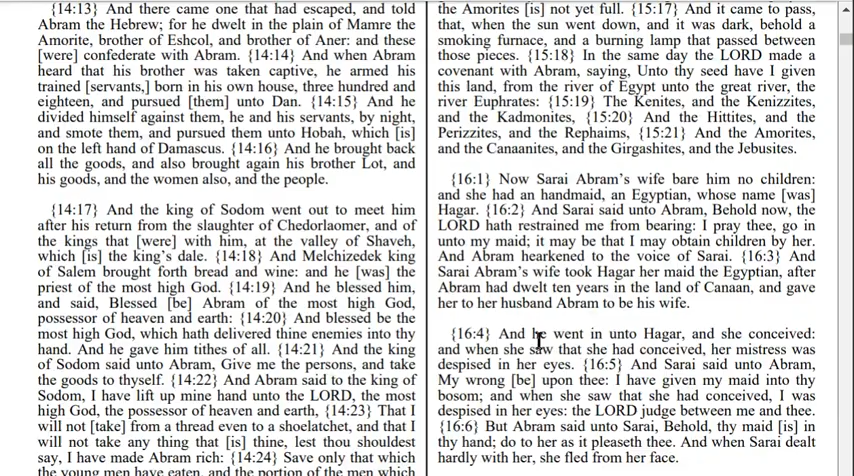 {14:13} And there came one that had escaped, and told
Abram the Hebrew; for he dwelt in the plain of Mamre the
Amorite, brother of Eshcol, and brother of Aner: and these
[were] confederate with Abram. {14:14} And when Abram
heard that his brother was taken captive, he armed his
trained [servants,] born in his own house, three hundred and
eighteen, and pursued [them] unto Dan. {14:15} And he
divided himself against them, he and his servants, by night,
and smote them, and pursued them unto Hobah, which [is]
on the left hand of Damascus. {14:16} And he brought back
all the goods, and also brought again his brother Lot, and
his goods, and the women also, and the people.
{14:17} And the king of Sodom went out to meet him
after his return from the slaughter of Chedorlaomer, and of
the kings that [were] with him, at the valley of Shaveh,
which [is] the king's dale. {14:18} And Melchizedek king
of Salem brought forth bread and wine: and he [was] the
priest of the most high God. {14:19} And he blessed him,
and said, Blessed [be] Abram of the most high God,
possessor of heaven and earth: {14:20} And blessed be the
most high God, which hath delivered thine enemies into thy
hand. And he gave him tithes of all. {14:21} And the king
of Sodom said unto Abram, Give me the persons, and take
the goods to thyself. {14:22} And Abram said to the king of
Sodom, I have lift up mine hand unto the LORD, the most
high God, the possessor of heaven and earth, {14:23} That I
will not [take] from a thread even to a shoelatchet, and that I
will not take any thing that [is] thine, lest thou shouldest
say, I have made Abram rich: {14:24} Save only that which
the young men have eaten, and the portion of the men which
the Amorites [is] not yet full. {15:17} And it came to pass,
that, when the sun went down, and it was dark, behold a
smoking furnace, and a burning lamp that passed between
those pieces. {15:18} In the same day the LORD made a
covenant with Abram, saying, Unto thy seed have I given
this land, from the river of Egypt unto the great river, the
river Euphrates: {15:19} The Kenites, and the Kenizzites,
and the Kadmonites, {15:20} And the Hittites, and the
Perizzites, and the Rephaims, {15:21} And the Amorites,
and the Canaanites, and the Girgashites, and the Jebusites.
{16:1} Now Sarai Abram's wife bare him no children:
and she had an handmaid, an Egyptian, whose name [was]
Hagar. {16:2} And Sarai said unto Abram, Behold now, the
LORD hath restrained me from bearing: I pray thee, go in
unto my maid; it may be that I may obtain children by her.
And Abram hearkened to the voice of Sarai. {16:3} And
Sarai Abram's wife took Hagar her maid the Egyptian, after
Abram had dwelt ten years in the land of Canaan, and gave
her to her husband Abram to be his wife.
{16:4} And he went in unto Hagar, and she conceived:
and when she saw that she had conceived, her mistress was
despised in her eyes. {16:5} And Sarai said unto Abram,
My wrong [be] upon thee: I have given my maid into thy
bosom; and when she saw that she had conceived, I was
despised in her eyes: the LORD judge between me and thee.
{16:6} But Abram said unto Sarai, Behold, thy maid [is] in
thy hand; do to her as it pleaseth thee. And when Sarai dealt
hardly with her, she fled from her face.